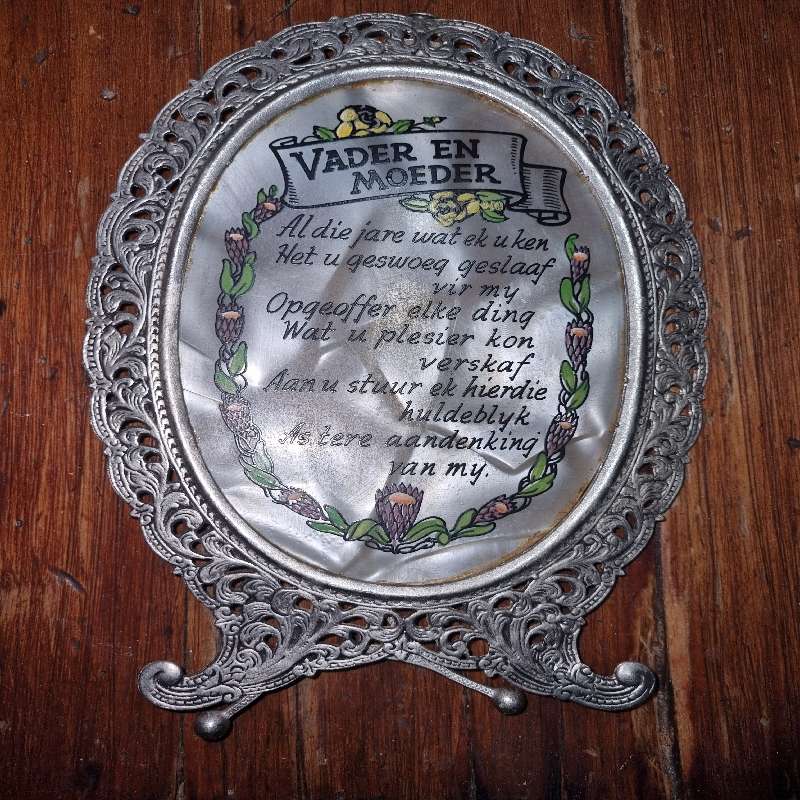 VADER EN
MOEDER
Al die jare wat ek u ken
Het u geswoeg geslaaf
vir my
Opgeoffer elke ding
Wat u plesier kon
verskaf
Aan u stuur ek hierdie
huldeblyk
As tere aandenking
van my.